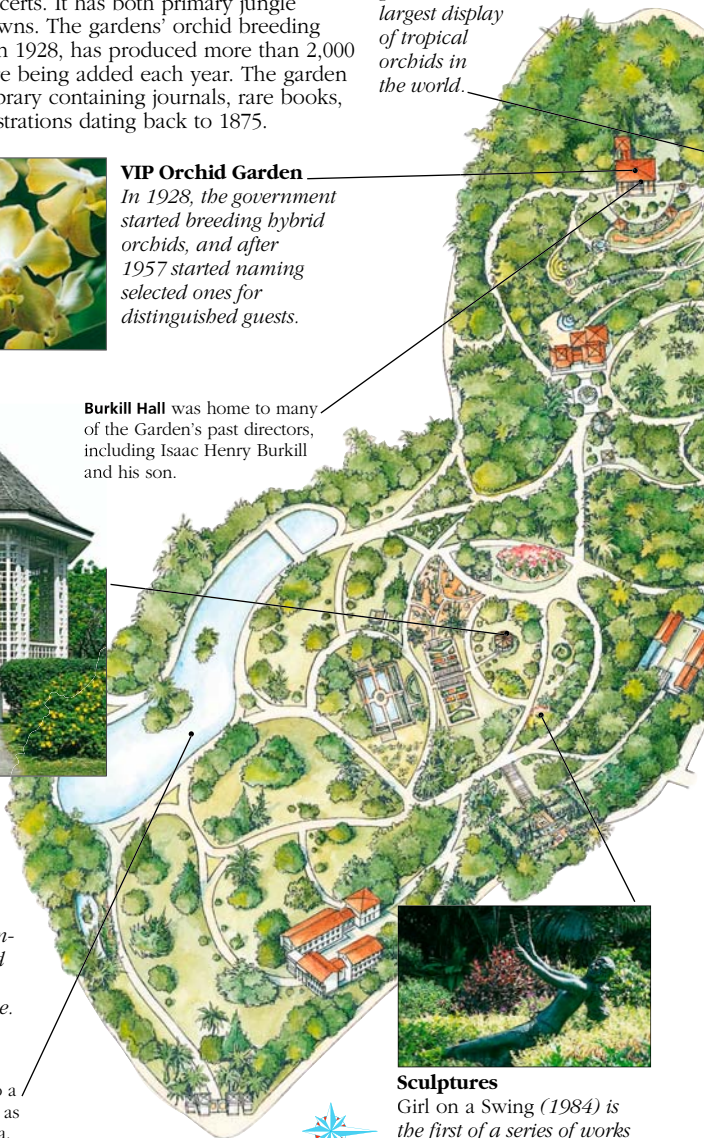 certs. It has both primary jungle
wns. The gardens' orchid breeding
n 1928, has produced more than 2,000
e being added each year. The garden
brary containing journals, rare books,
strations dating back to 1875.
largest display
of tropical
orchids in
the world.
VIP Orchid Garden
In 1928, the government
started breeding hybrid
orchids, and after
1957 started naming
selected ones for
distinguished guests.
Burkill Hall was home to many
of the Garden's past directors,
including Isaac Henry Burkill
and his son.
n-
d
e.
o a
as
a.
Sculptures
Girl on a Swing (1984) is
the first of a series of works